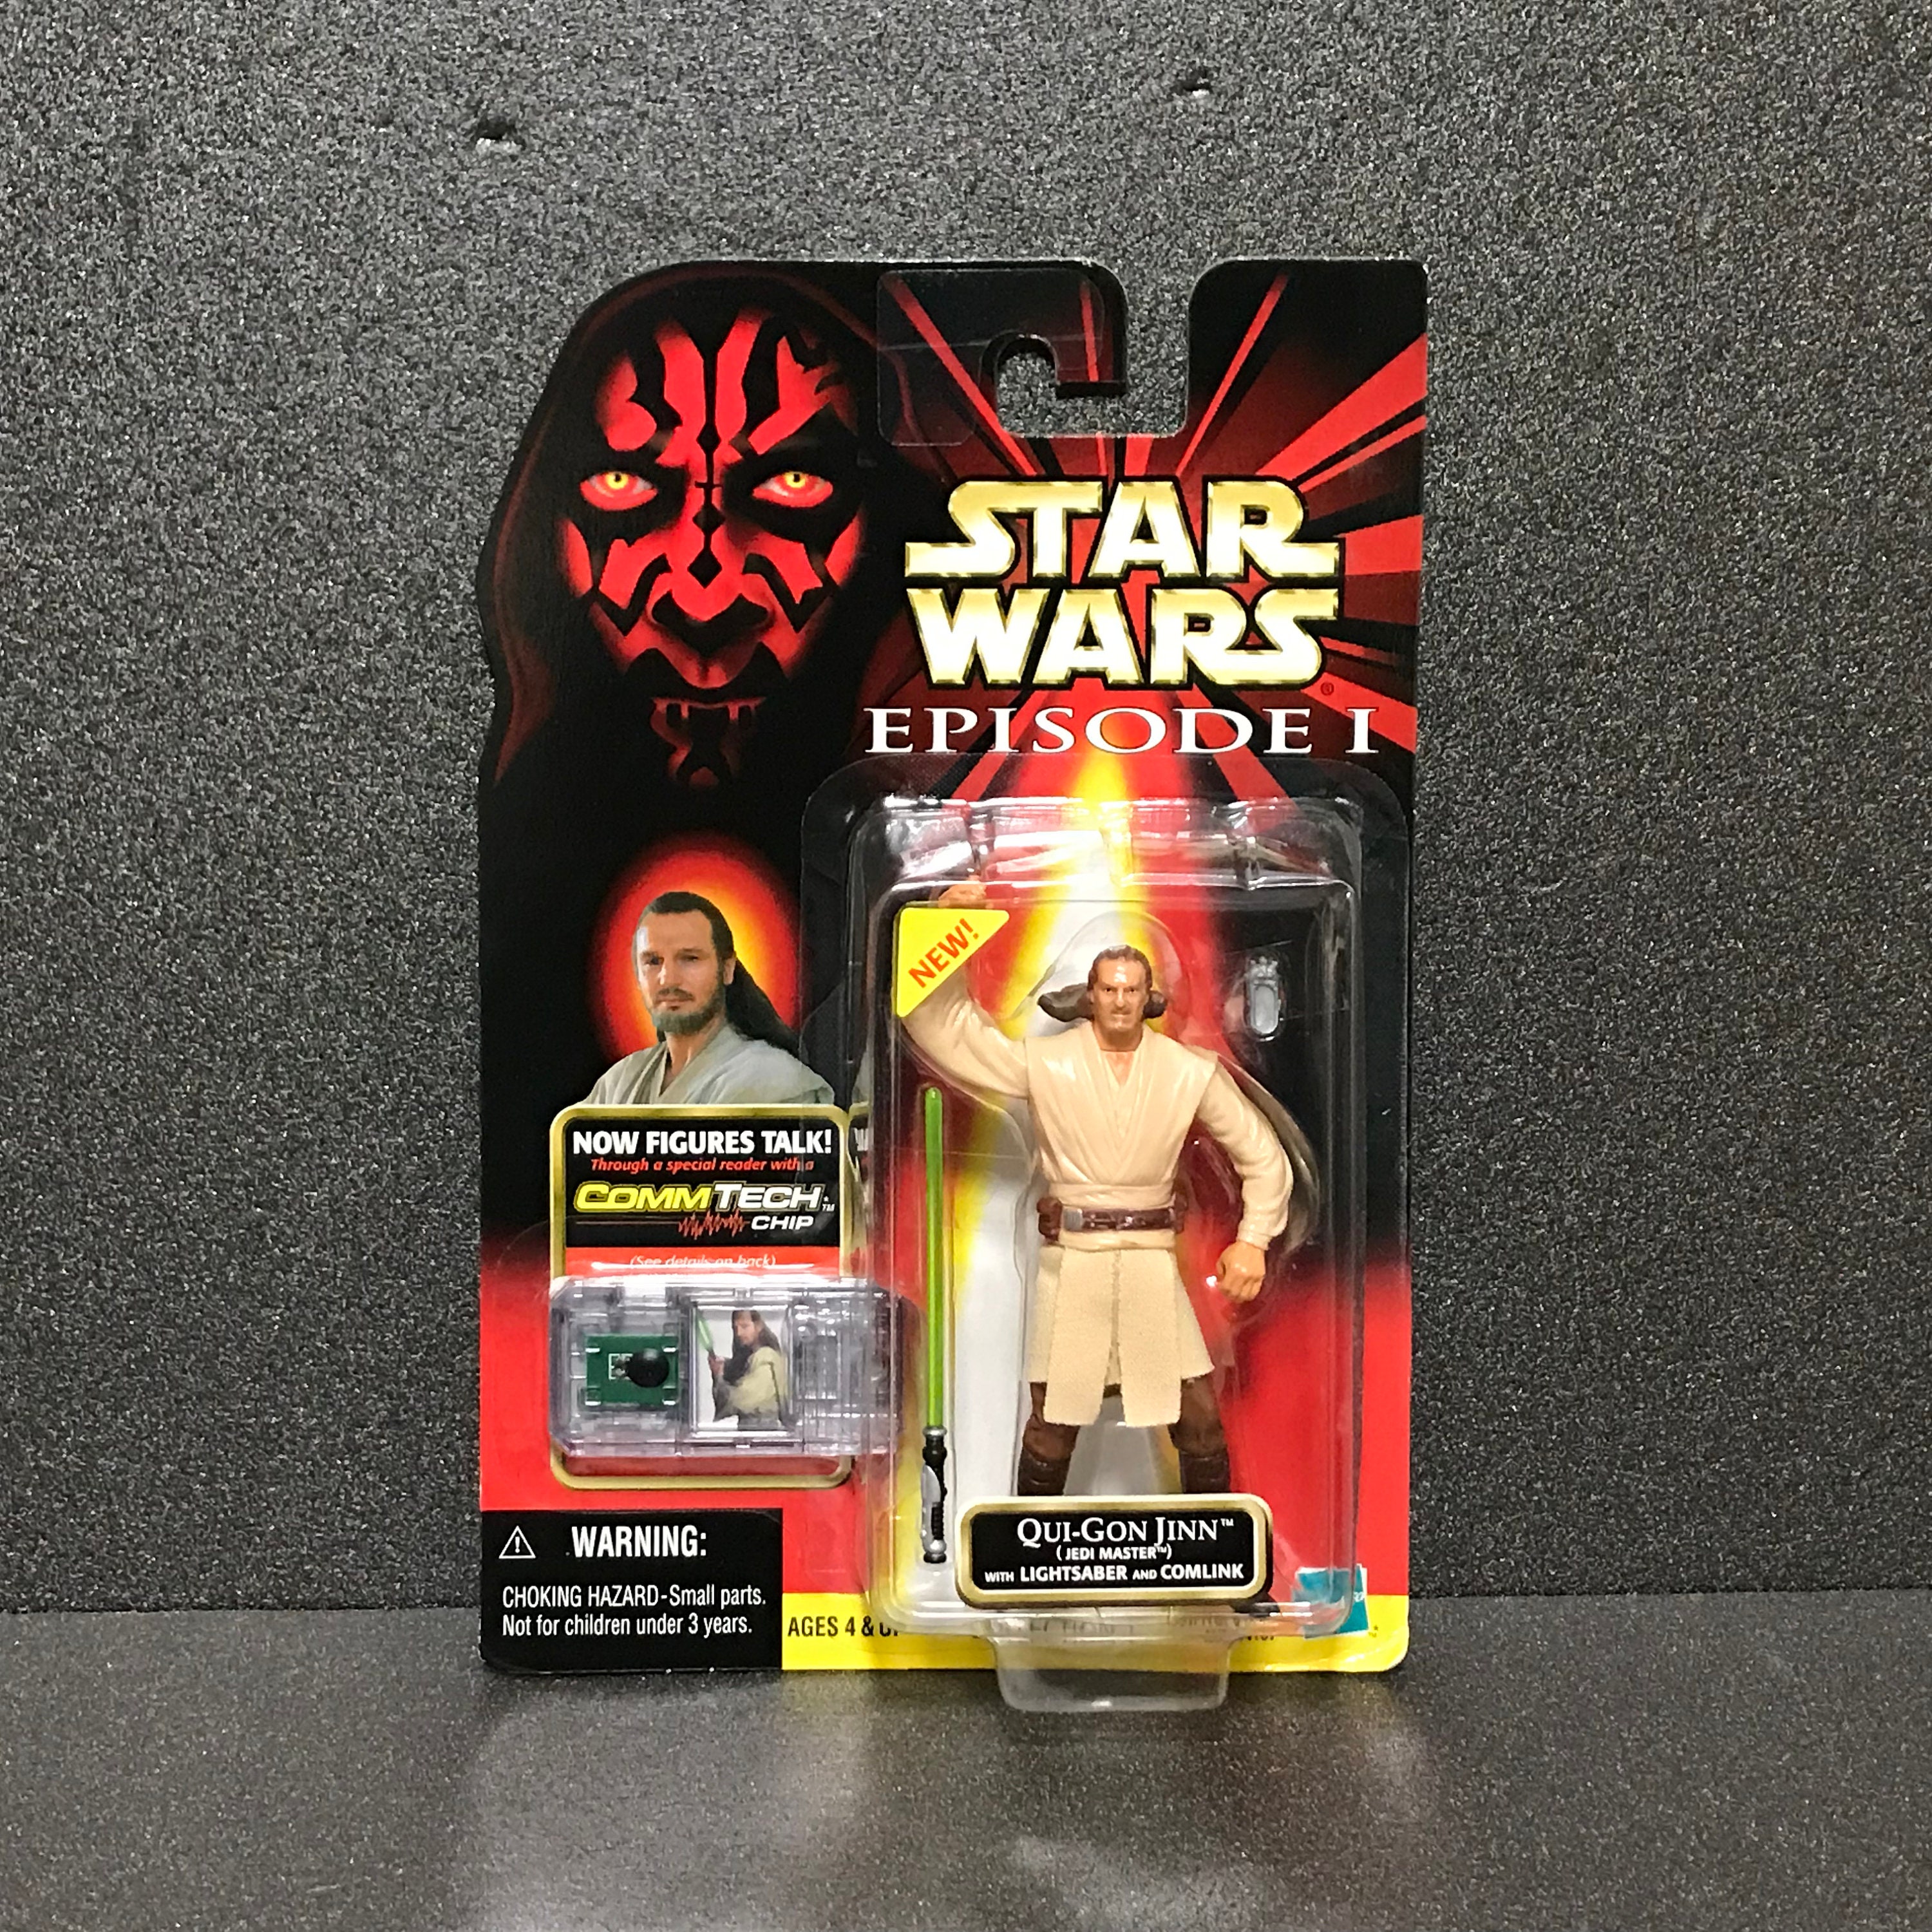 STAR
WARS
®
EPISODE I
NEW!
NOW FIGURES TALK!
Through a special reader with a
COMMTECH™
CHIP
(See details on back)
QUI-GON JINN™
(JEDI MASTER™)
WITH LIGHTSABER AND COMLINK
WARNING:
CHOKING HAZARD-Small parts.
Not for children under 3 years.
AGES 4 &